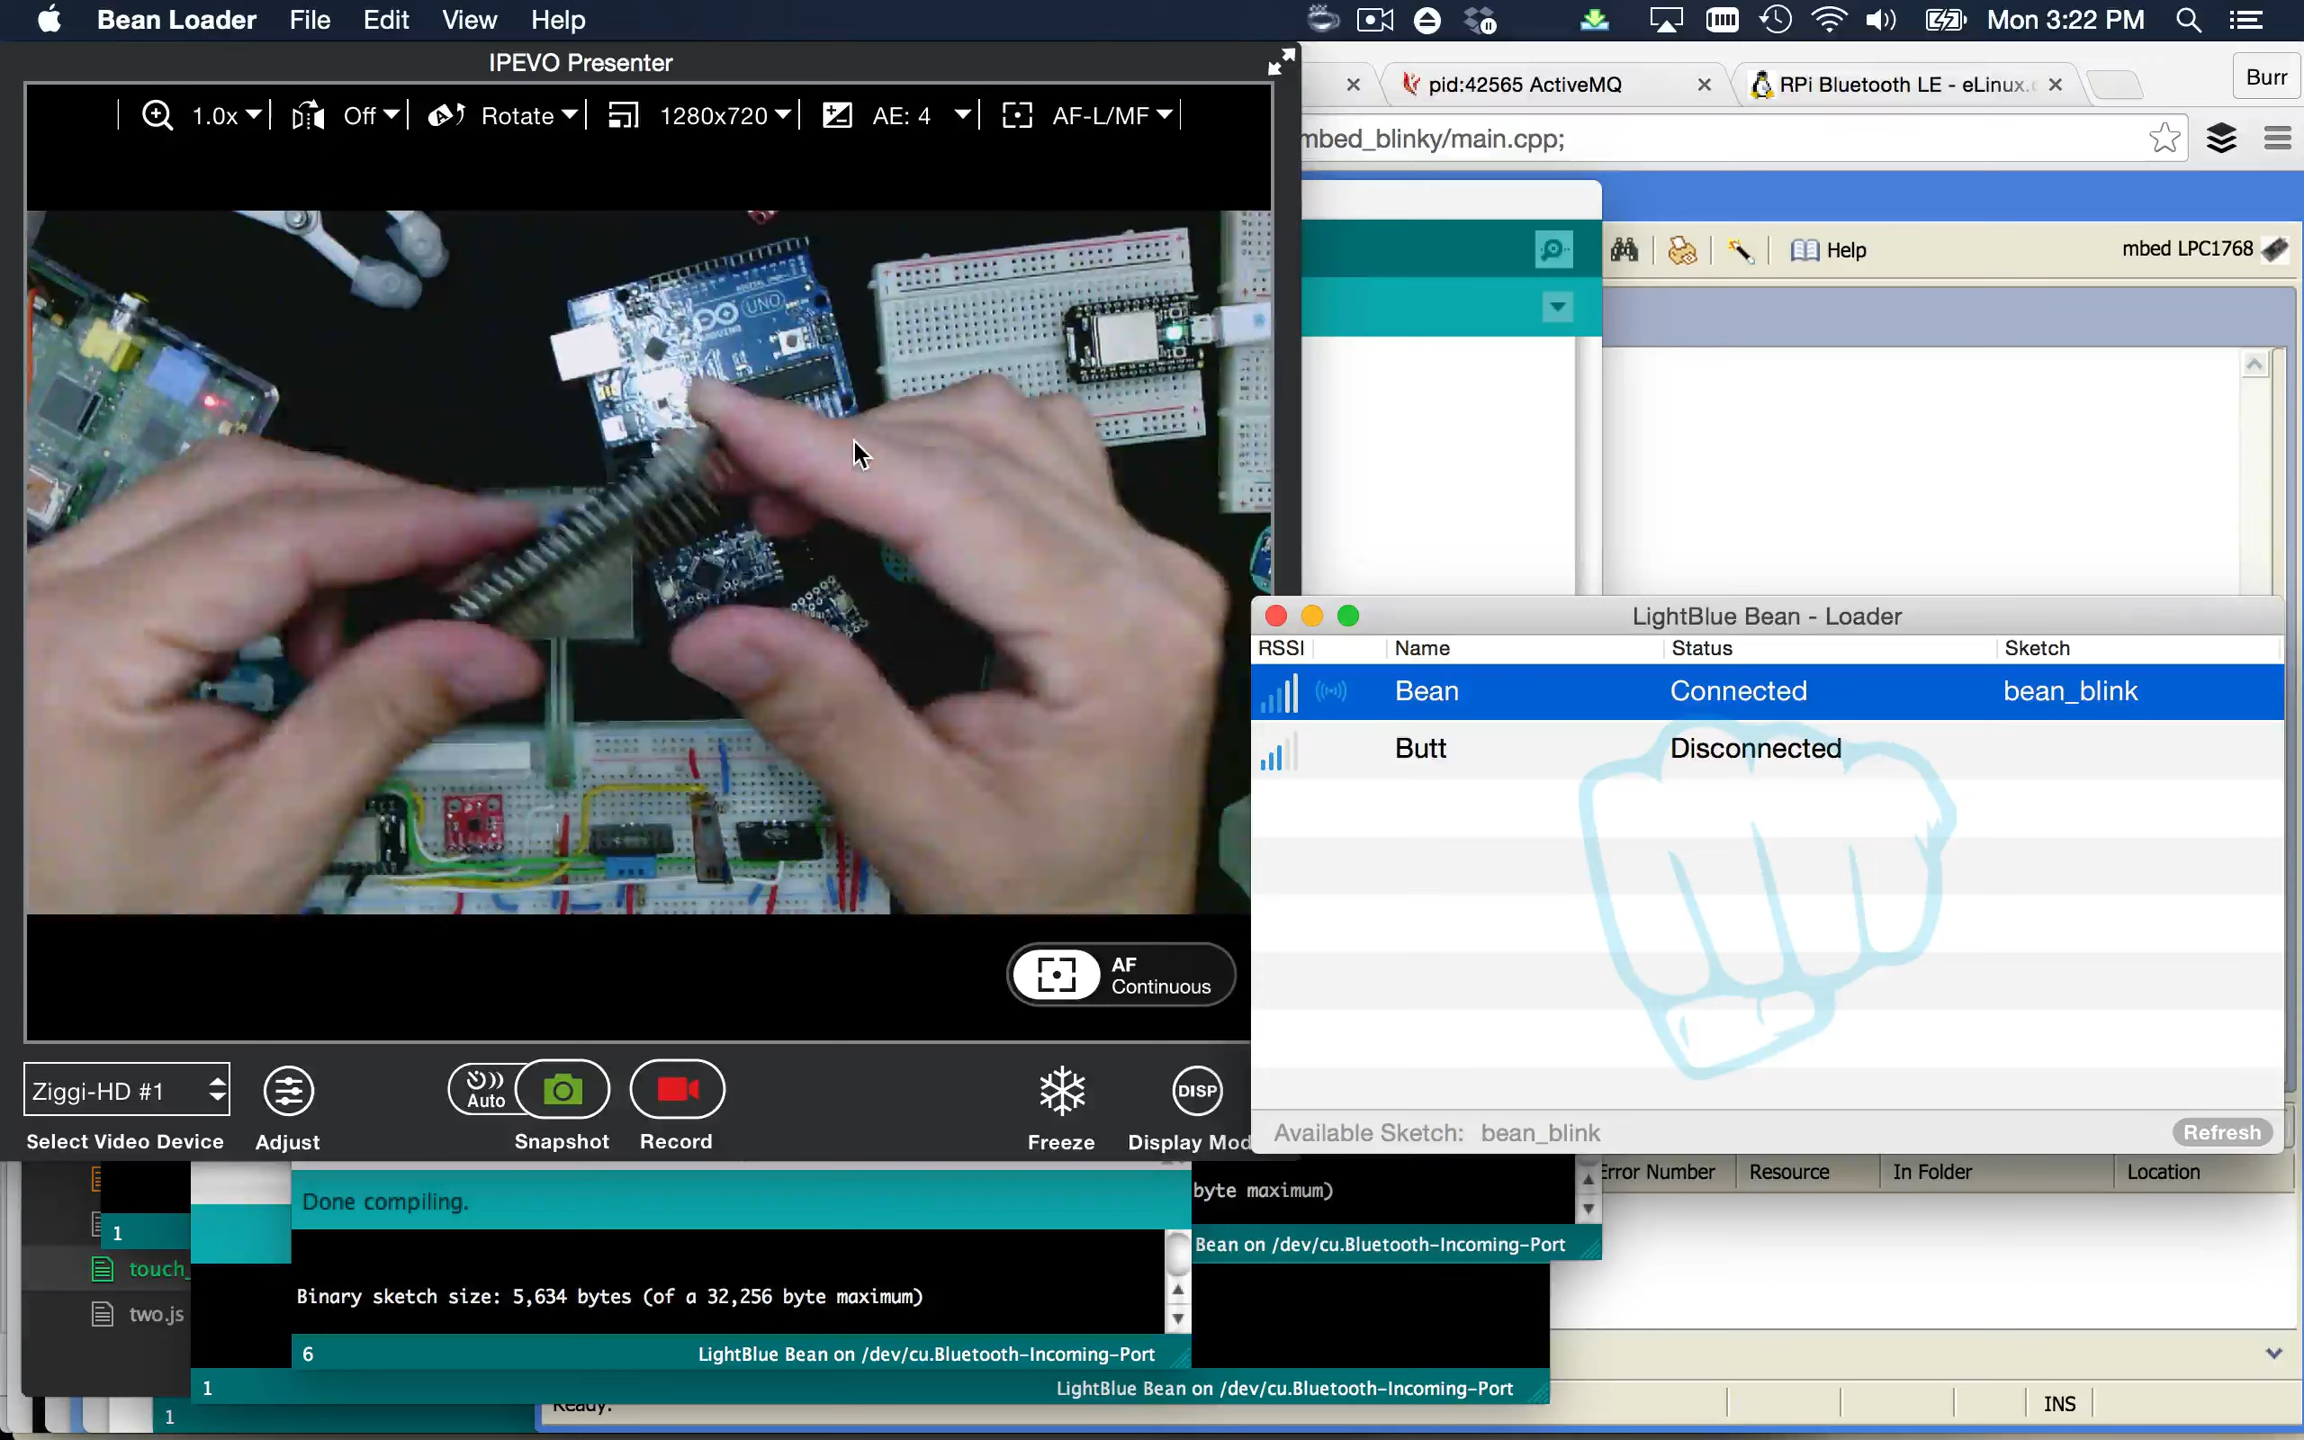 Bean Loader File Edit View Help Mon 3:22 PM
IPEVO Presenter
1.0x Off Rotate 1280x720 AE: 4 AF-L/MF
pid:42565 ActiveMQ RPi Bluetooth LE - eLinux. Burr
mbed_blinky/main.cpp;
Help mbed LPC1768
ARDUINO UNO
LightBlue Bean - Loader
RSSI Name Status Sketch
Bean Connected bean_blink
Butt Disconnected
Available Sketch: bean_blink Refresh
AF
Continuous
Ziggi-HD #1 Auto DISP
Select Video Device Adjust Snapshot Record Freeze Display Mod
Error Number Resource In Folder Location
Done compiling.
byte maximum)
1
Bean on /dev/cu.Bluetooth-Incoming-Port
touch_
Binary sketch size: 5,634 bytes (of a 32,256 byte maximum)
two.js
6 LightBlue Bean on /dev/cu.Bluetooth-Incoming-Port
1 LightBlue Bean on /dev/cu.Bluetooth-Incoming-Port
1 Ready. INS